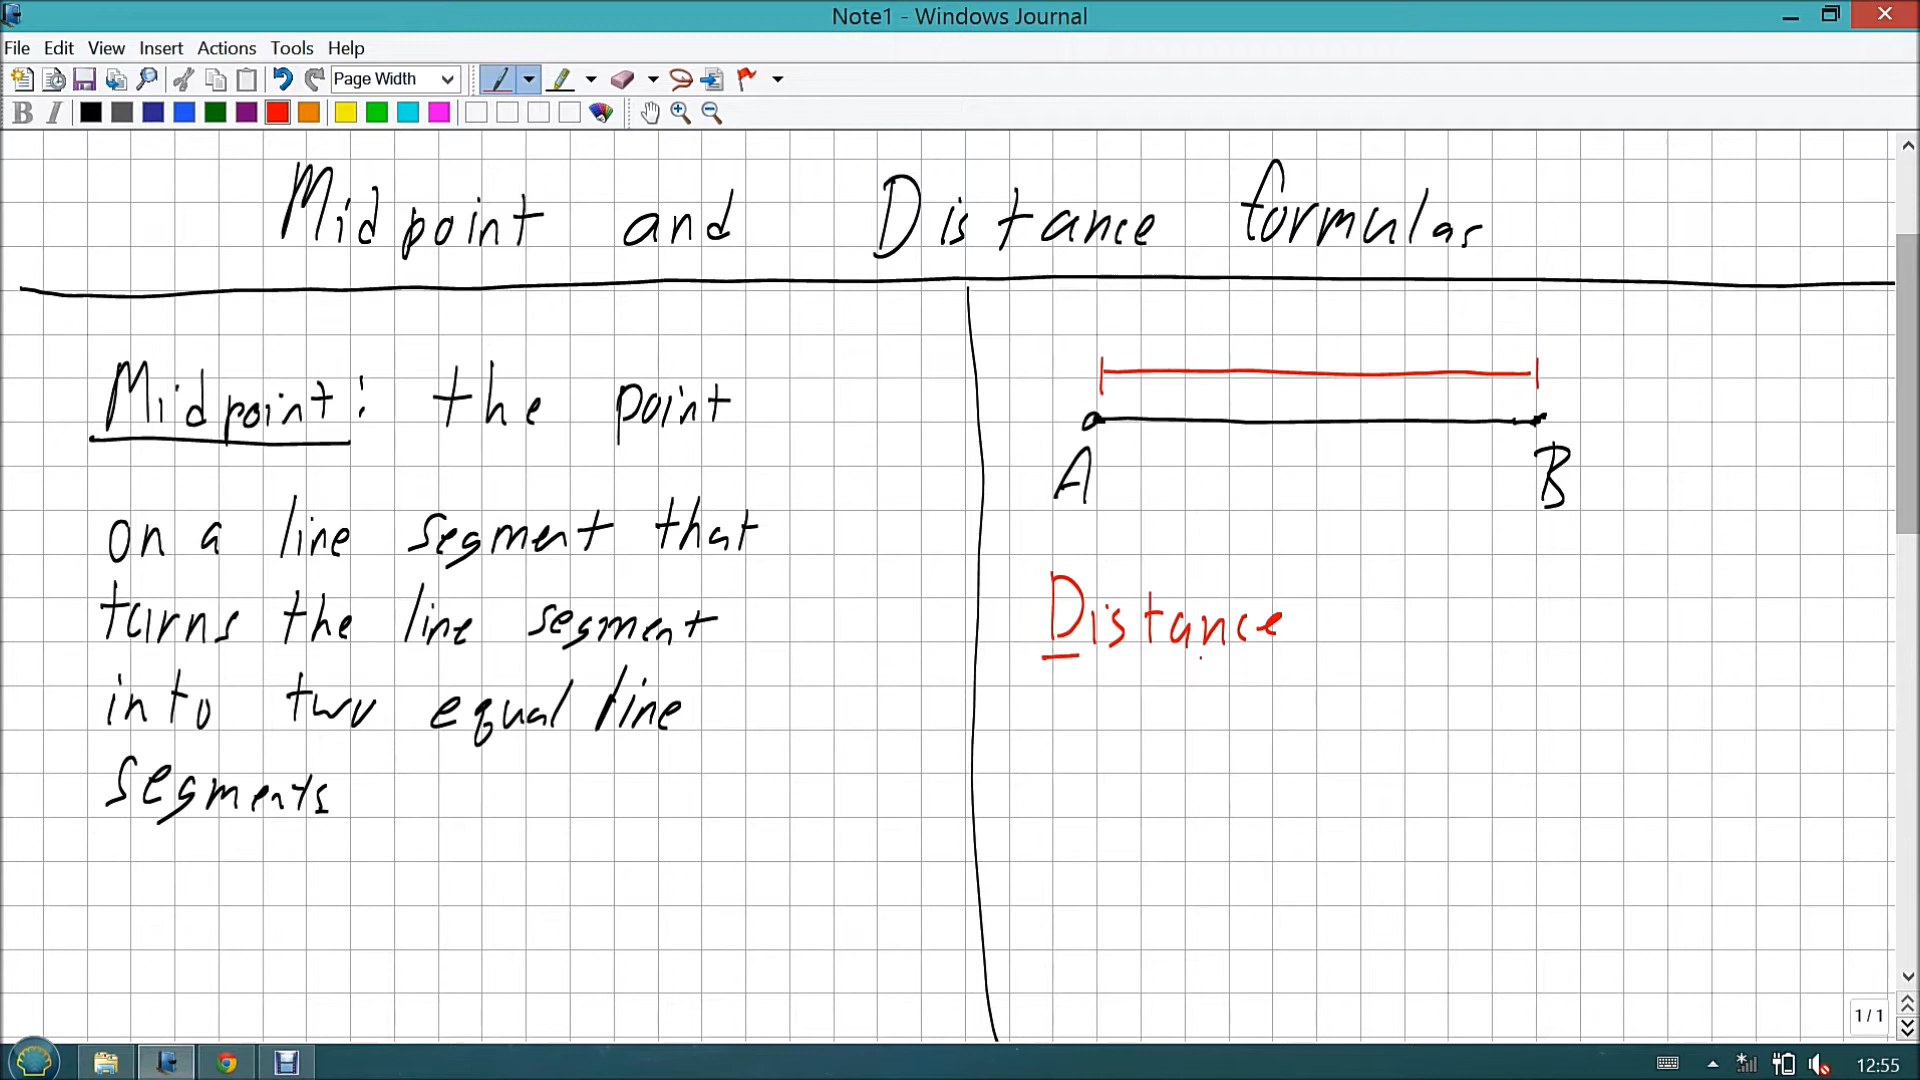 Note1 - Windows Journal
File Edit View Insert Actions Tools Help
Page Width
B I
Midpoint and Distance formulas
Midpoint: the point
on a line segment that
turns the line segment
into two equal line
segments
A B
Distance
1 / 1
12:55